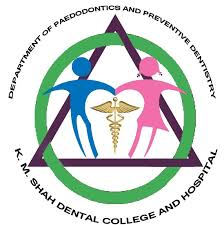 DEPARTMENT OF PAEDODONTICS AND PREVENTIVE DENTISTRY
K. M. SHAH DENTAL COLLEGE AND HOSPITAL